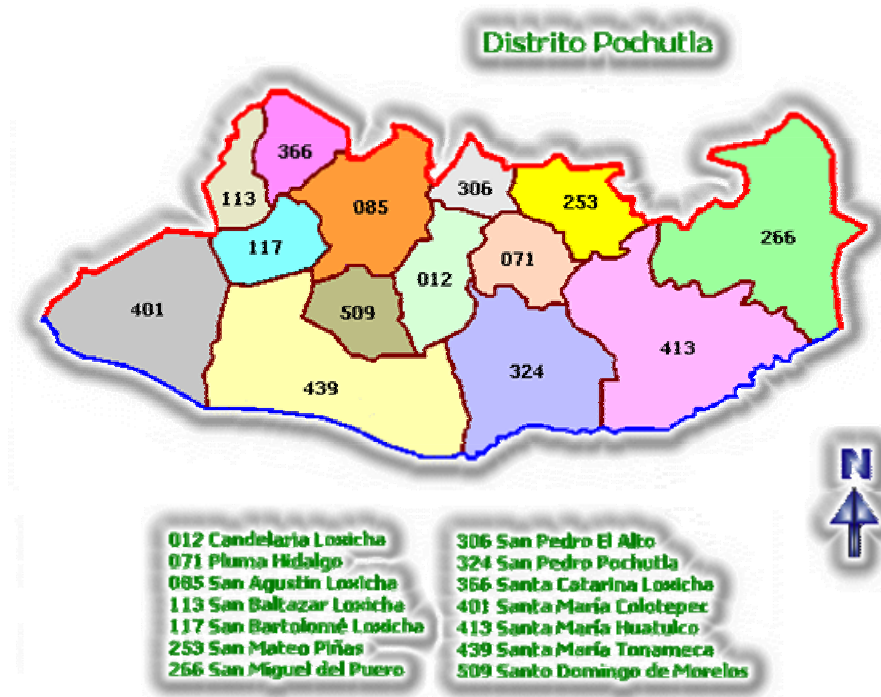 Distrito Pochutla
366
113
306
085
253
117
266
071
012
401
509
413
324
439
N
012 Candelaria Loxicha
071 Pluma Hidalgo
085 San Agustín Loxicha
113 San Baltazar Loxicha
117 San Bartolomé Loxicha
253 San Mateo Piñas
266 San Miguel del Puero
306 San Pedro El Alto
324 San Pedro Pochutla
366 Santa Catarina Loxicha
401 Santa María Colotepec
413 Santa María Huatulco
439 Santa María Tonameca
509 Santo Domingo de Morelos